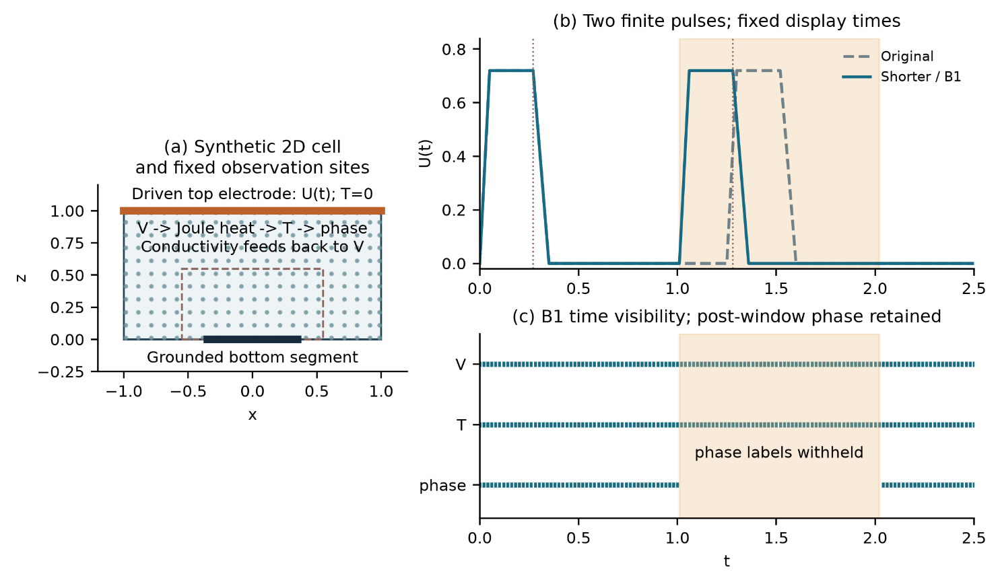 (a) Synthetic 2D cell
and fixed observation sites
Driven top electrode: U(t); T=0
V -> Joule heat -> T -> phase
Conductivity feeds back to V
Grounded bottom segment
1.00
0.75
0.50
0.25
0.00
−0.25
z
−1.0
−0.5
0.0
0.5
1.0
x
(b) Two finite pulses; fixed display times
Original
Shorter / B1
0.8
0.6
0.4
0.2
0.0
U(t)
0.0
0.5
1.0
1.5
2.0
2.5
(c) B1 time visibility; post-window phase retained
V
T
phase
phase labels withheld
0.0
0.5
1.0
1.5
2.0
2.5
t